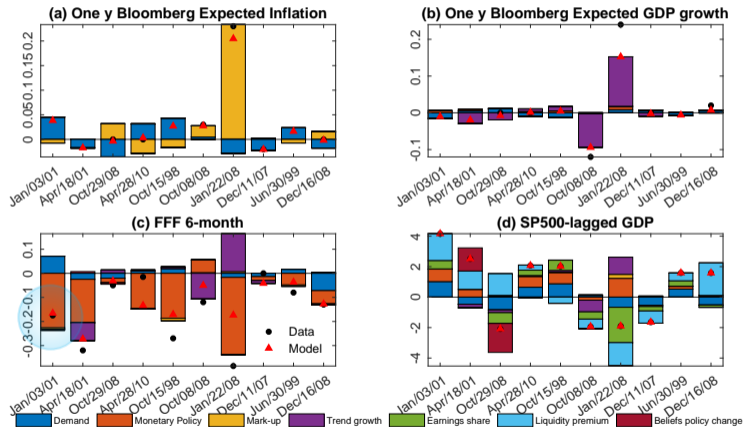 (a) One y Bloomberg Expected Inflation
(b) One y Bloomberg Expected GDP growth
0.2
0.15
0.1
0.05
0
0.2
0.1
0
-0.1
Jan/03/01 Apr/18/01 Oct/29/08 Apr/28/10 Oct/15/98 Oct/08/08 Jan/22/08 Dec/11/07 Jun/30/99 Dec/16/08
Jan/03/01 Apr/18/01 Oct/29/08 Apr/28/10 Oct/15/98 Oct/08/08 Jan/22/08 Dec/11/07 Jun/30/99 Dec/16/08
(c) FFF 6-month
(d) SP500-lagged GDP
0.1
0
-0.1
-0.2
-0.3
Data
Model
4
2
0
-2
-4
Jan/03/01 Apr/18/01 Oct/29/08 Apr/28/10 Oct/15/98 Oct/08/08 Jan/22/08 Dec/11/07 Jun/30/99 Dec/16/08
Jan/03/01 Apr/18/01 Oct/29/08 Apr/28/10 Oct/15/98 Oct/08/08 Jan/22/08 Dec/11/07 Jun/30/99 Dec/16/08
Demand Monetary Policy Mark-up Trend growth Earnings share Liquidity premium Beliefs policy change